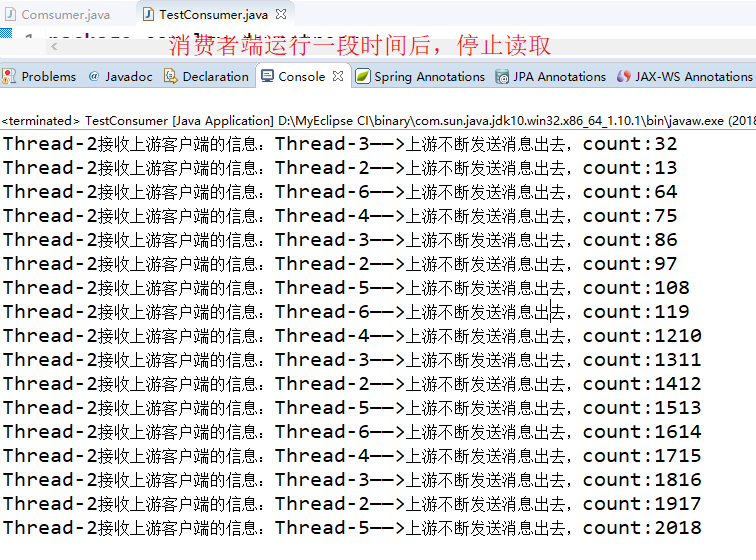 Comsumer.java TestConsumer.java
消费者端运行一段时间后，停止读取
Problems @ Javadoc Declaration Console Spring Annotations JPA Annotations JAX-WS Annotations
<terminated> TestConsumer [Java Application] D:\MyEclipse CI\binary\com.sun.java.jdk10.win32.x86_64_1.10.1\bin\javaw.exe (2018
Thread-2接收上游客户端的信息：Thread-3——>上游不断发送消息出去，count:32
Thread-2接收上游客户端的信息：Thread-2——>上游不断发送消息出去，count:13
Thread-2接收上游客户端的信息：Thread-6——>上游不断发送消息出去，count:64
Thread-2接收上游客户端的信息：Thread-4——>上游不断发送消息出去，count:75
Thread-2接收上游客户端的信息：Thread-3——>上游不断发送消息出去，count:86
Thread-2接收上游客户端的信息：Thread-2——>上游不断发送消息出去，count:97
Thread-2接收上游客户端的信息：Thread-5——>上游不断发送消息出去，count:108
Thread-2接收上游客户端的信息：Thread-6——>上游不断发送消息出去，count:119
Thread-2接收上游客户端的信息：Thread-4——>上游不断发送消息出去，count:1210
Thread-2接收上游客户端的信息：Thread-3——>上游不断发送消息出去，count:1311
Thread-2接收上游客户端的信息：Thread-2——>上游不断发送消息出去，count:1412
Thread-2接收上游客户端的信息：Thread-5——>上游不断发送消息出去，count:1513
Thread-2接收上游客户端的信息：Thread-6——>上游不断发送消息出去，count:1614
Thread-2接收上游客户端的信息：Thread-4——>上游不断发送消息出去，count:1715
Thread-2接收上游客户端的信息：Thread-3——>上游不断发送消息出去，count:1816
Thread-2接收上游客户端的信息：Thread-2——>上游不断发送消息出去，count:1917
Thread-2接收上游客户端的信息：Thread-5——>上游不断发送消息出去，count:2018